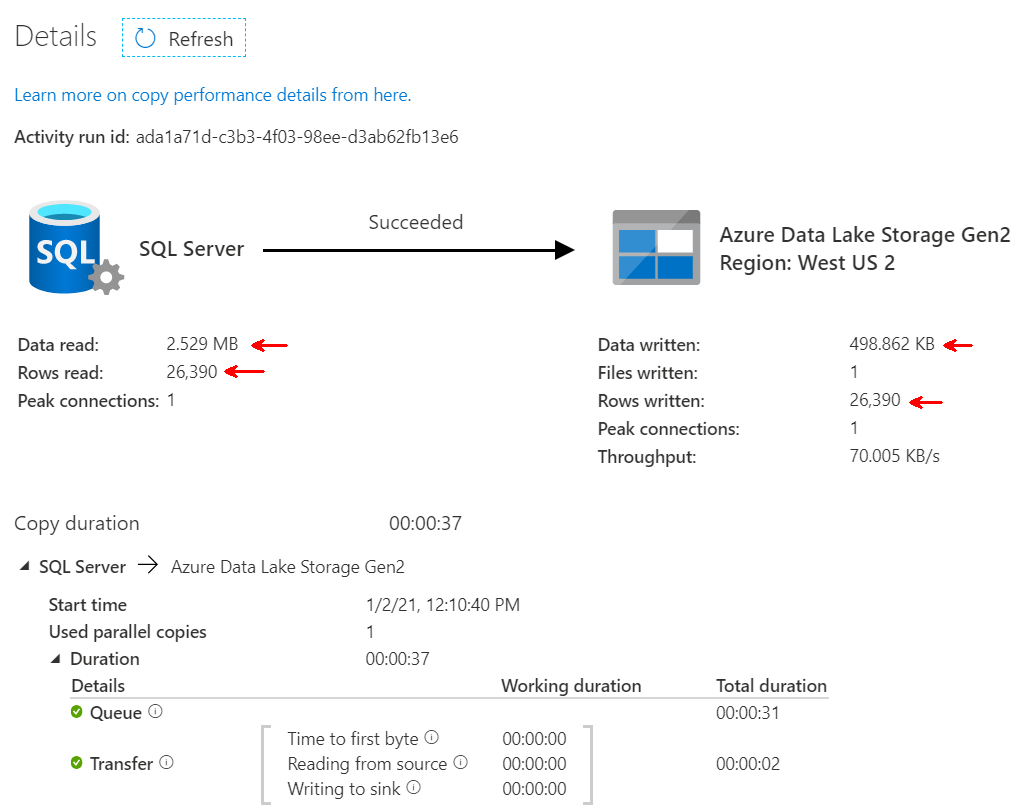 Details
Refresh
Learn more on copy performance details from here.
Activity run id: ada1a71d-c3b3-4f03-98ee-d3ab62fb13e6
Succeeded
SQL
SQL Server
Azure Data Lake Storage Gen2
Region: West US 2
Data read: 2.529 MB
Rows read: 26,390
Peak connections: 1
Data written: 498.862 KB
Files written: 1
Rows written: 26,390
Peak connections: 1
Throughput: 70.005 KB/s
Copy duration 00:00:37
SQL Server → Azure Data Lake Storage Gen2
Start time 1/2/21, 12:10:40 PM
Used parallel copies 1
Duration 00:00:37
Details Working duration Total duration
Queue 00:00:31
Time to first byte 00:00:00
Transfer Reading from source 00:00:00 00:00:02
Writing to sink 00:00:00